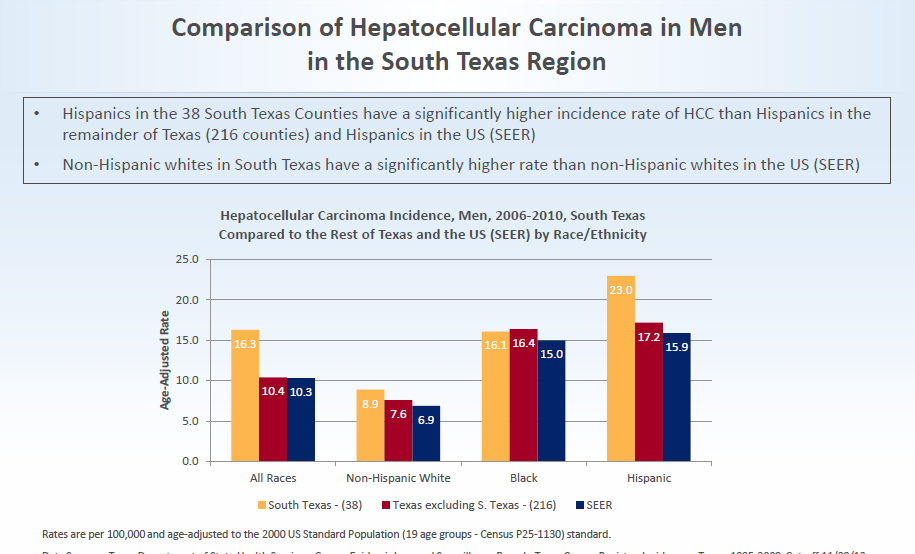 Comparison of Hepatocellular Carcinoma in Men
in the South Texas Region
• Hispanics in the 38 South Texas Counties have a significantly higher incidence rate of HCC than Hispanics in the
remainder of Texas (216 counties) and Hispanics in the US (SEER)
• Non-Hispanic whites in South Texas have a significantly higher rate than non-Hispanic whites in the US (SEER)
Hepatocellular Carcinoma Incidence, Men, 2006-2010, South Texas
Compared to the Rest of Texas and the US (SEER) by Race/Ethnicity
Age-Adjusted Rate
25.0
20.0
15.0
10.0
5.0
0.0
16.3
10.4
10.3
8.9
7.6
6.9
16.1
16.4
15.0
23.0
17.2
15.9
All Races
Non-Hispanic White
Black
Hispanic
South Texas - (38)
Texas excluding S. Texas - (216)
SEER
Rates are per 100,000 and age-adjusted to the 2000 US Standard Population (19 age groups - Census P25-1130) standard.